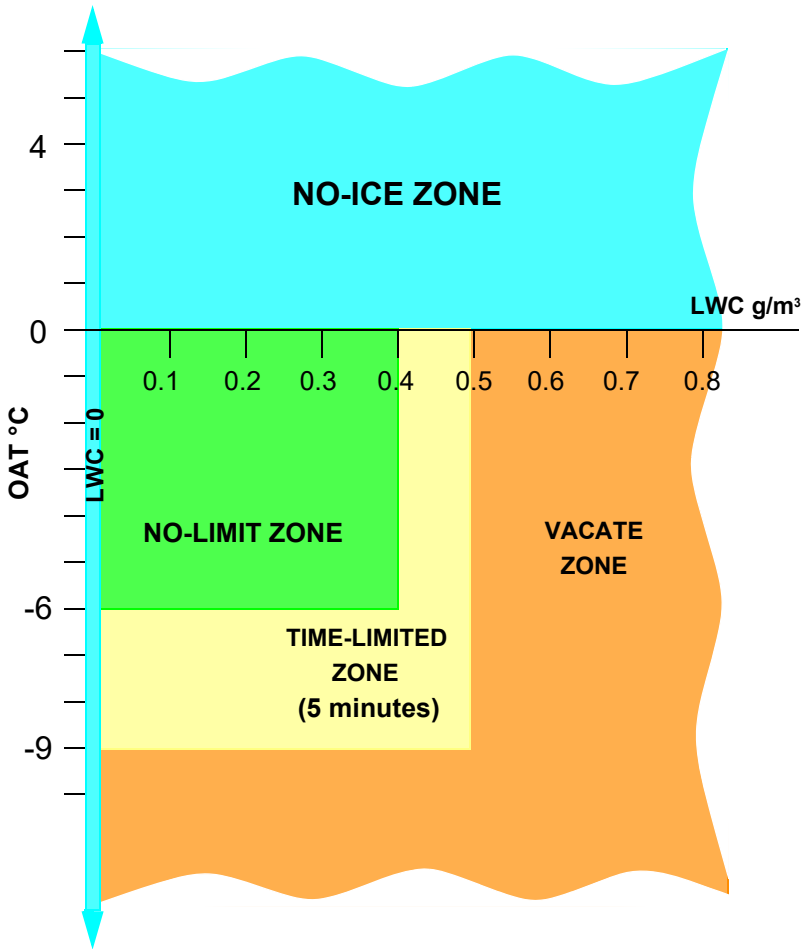 4
NO-ICE ZONE
LWC g/m³
0
0.1 0.2 0.3 0.4 0.5 0.6 0.7 0.8
OAT °C
LWC = 0
NO-LIMIT ZONE
VACATE
ZONE
-6
TIME-LIMITED
ZONE
(5 minutes)
-9